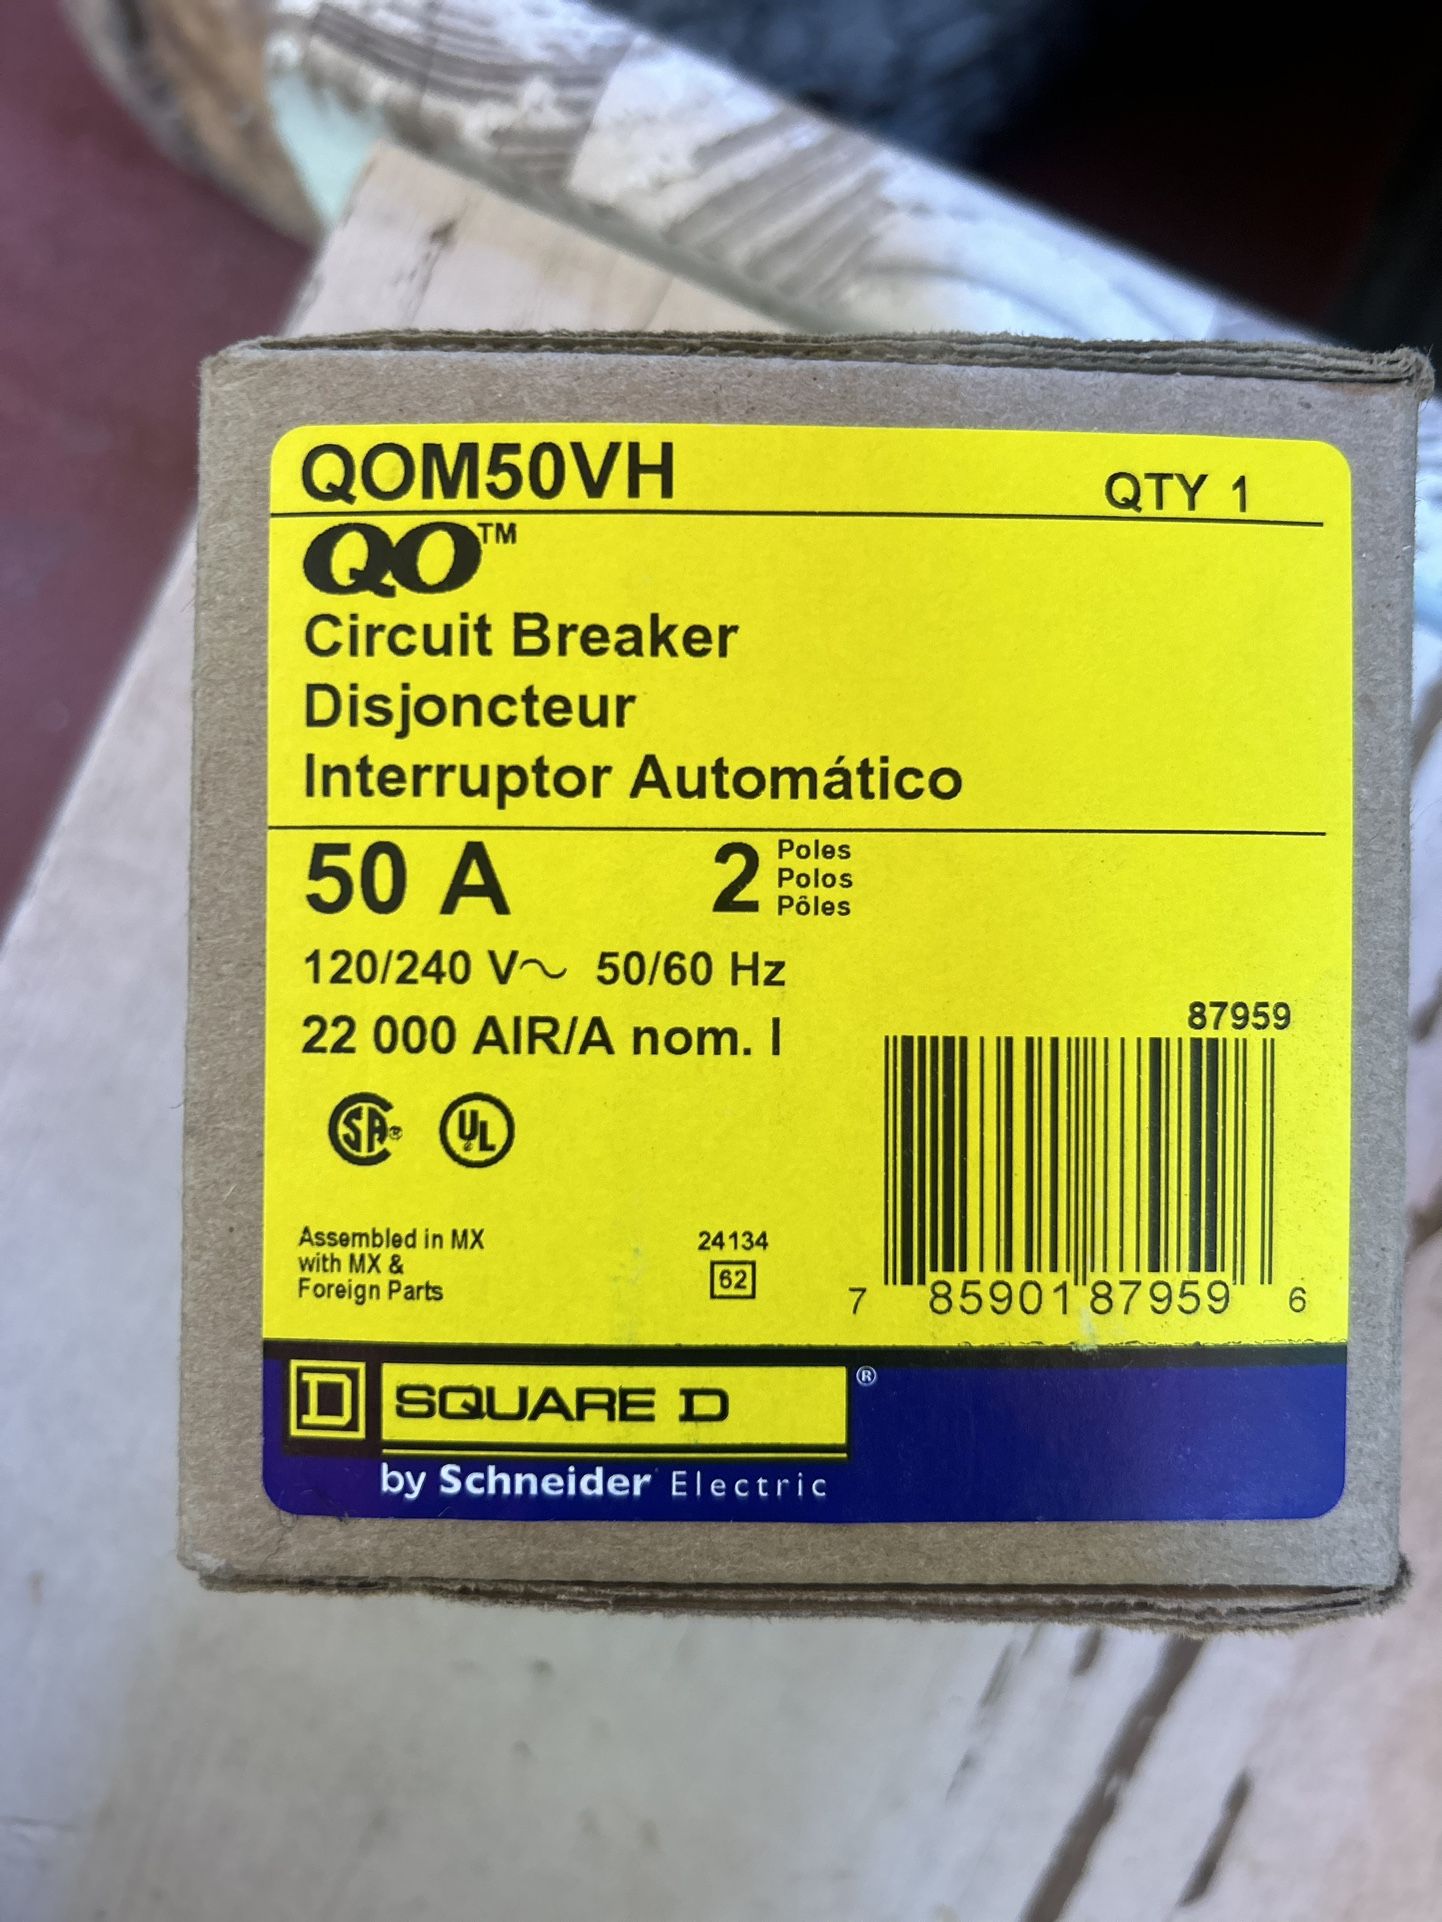 QOM50VH QTY 1
QO™
Circuit Breaker
Disjoncteur
Interruptor Automático
50 A 2 Poles
Polos
Pôles
120/240 V~ 50/60 Hz
22 000 AIR/A nom. I
87959
SA® UL
Assembled in MX
with MX &
Foreign Parts
24134
62
7 85901 87959 6
D SQUARE D ®
by Schneider Electric